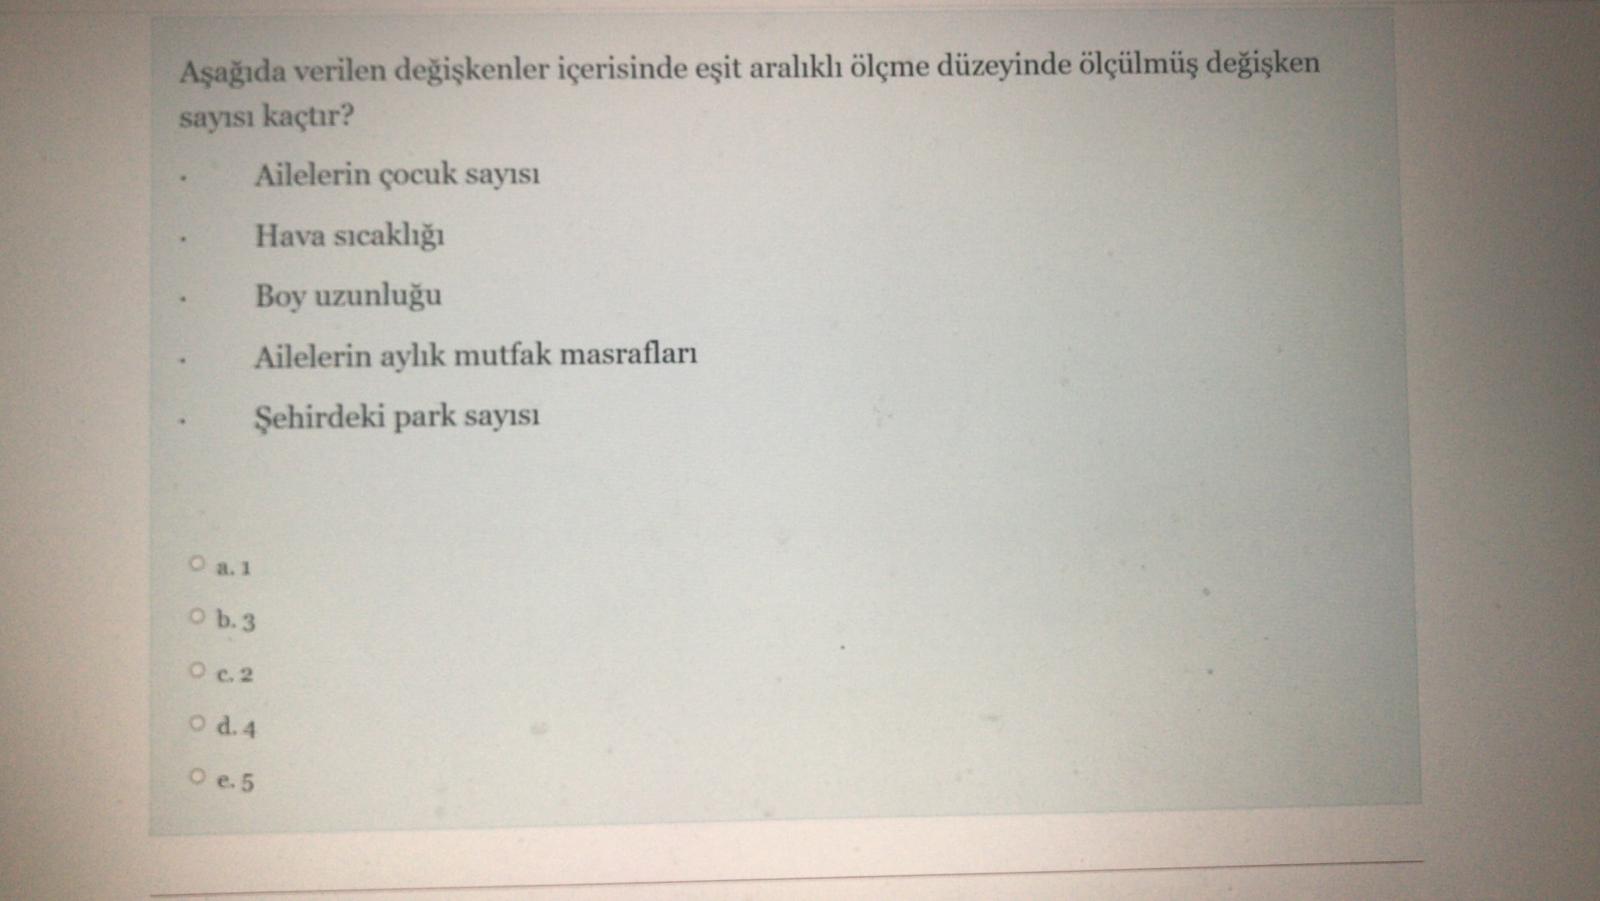 Aşağıda verilen değişkenler içerisinde eşit aralıklı ölçme düzeyinde ölçülmüş değişken
sayısı kaçtır?
· Ailelerin çocuk sayısı
· Hava sıcaklığı
· Boy uzunluğu
· Ailelerin aylık mutfak masrafları
· Şehirdeki park sayısı
a. 1
b. 3
c. 2
d. 4
e. 5